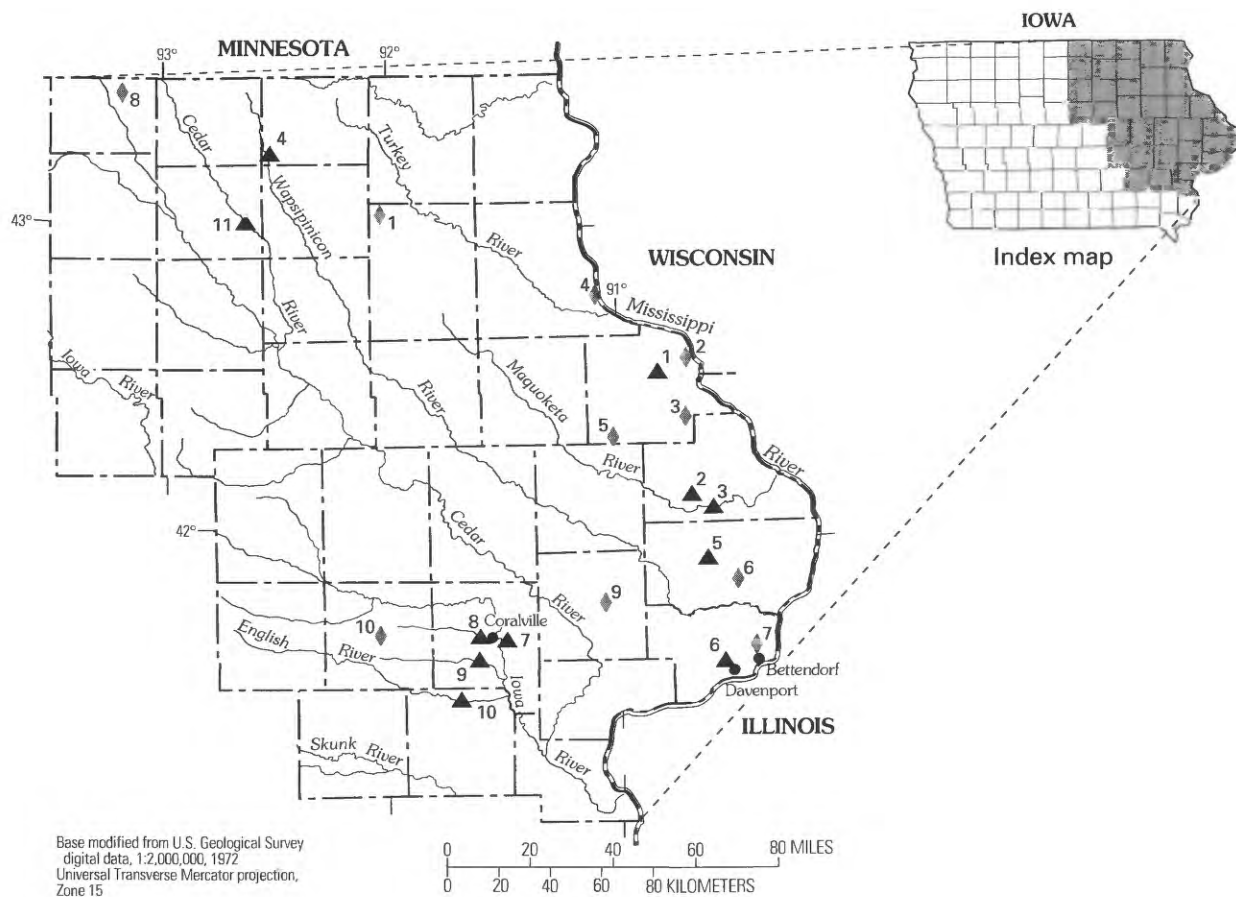 IOWA
MINNESOTA
93°
92°
8
Cedar
4
Turkey
Wapsipinicon
43°
11
1
River
Index map
WISCONSIN
4
91°
Mississippi
River
2
1
Iowa
River
Maquoketa
River
3
5
River
River
2
3
42°
Cedar
5
6
9
River
8
Coralville
7
10
English
River
9
7
6
Bettendorf
Davenport
Iowa
10
ILLINOIS
Skunk River
River
Base modified from U.S. Geological Survey
digital data, 1:2,000,000, 1972
Universal Transverse Mercator projection,
Zone 15
0 20 40 60 80 MILES
0 20 40 60 80 KILOMETERS